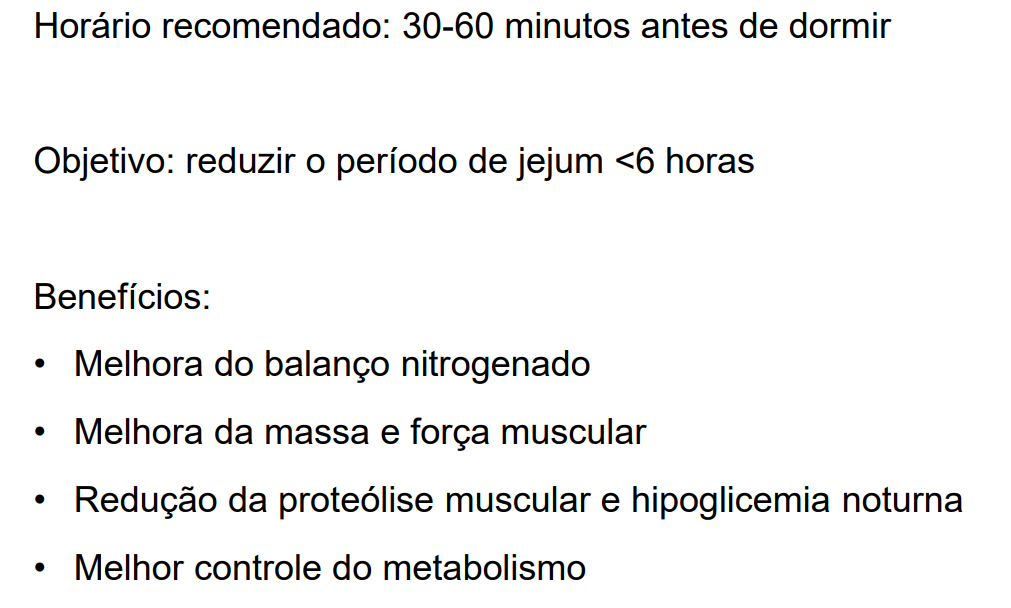 Horário recomendado: 30-60 minutos antes de dormir
Objetivo: reduzir o período de jejum <6 horas
Benefícios:
• Melhora do balanço nitrogenado
• Melhora da massa e força muscular
• Redução da proteólise muscular e hipoglicemia noturna
• Melhor controle do metabolismo